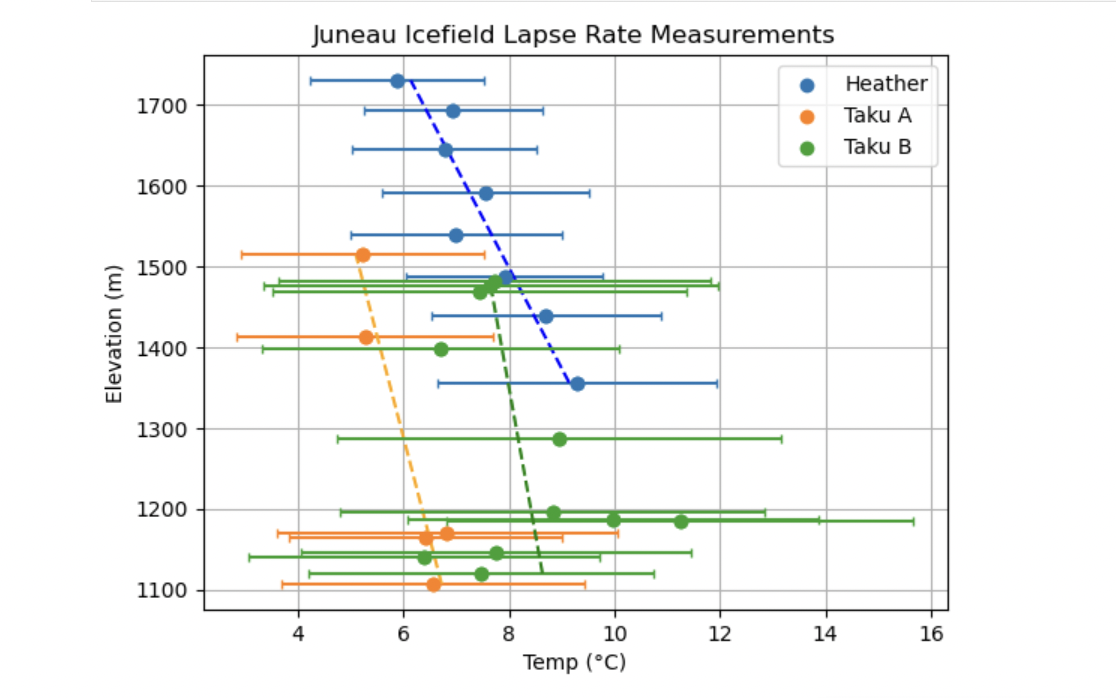 Juneau Icefield Lapse Rate Measurements
Heather
Taku A
Taku B
1700
1600
1500
1400
1300
1200
1100
Elevation (m)
4 6 8 10 12 14 16
Temp (°C)